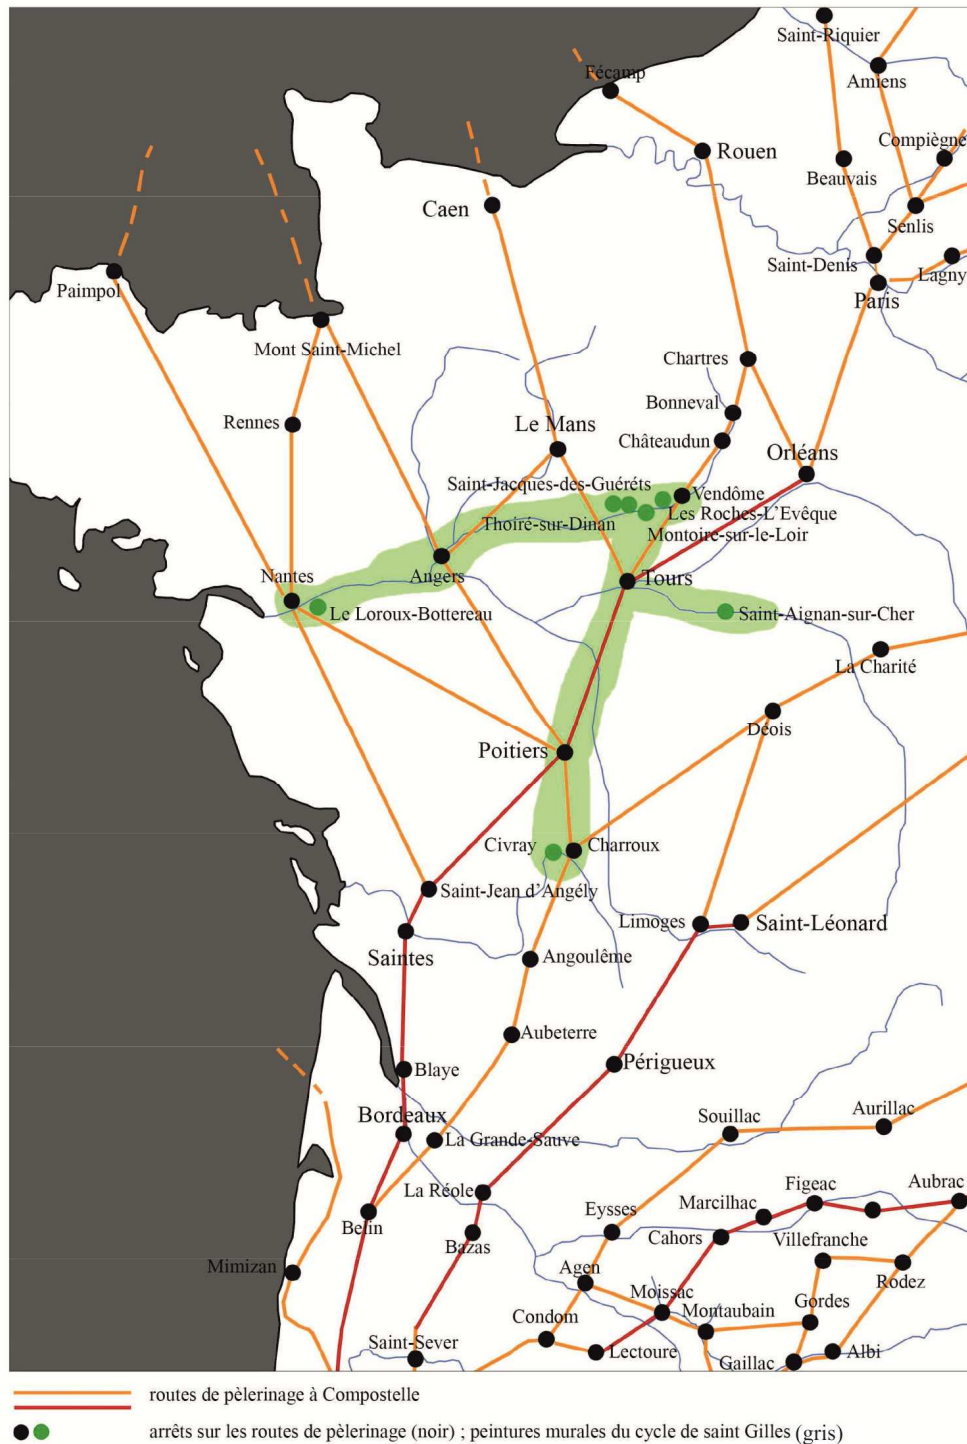 Saint-Riquier
Fécamp
Amiens
Compiègne
Rouen
Beauvais
Caen
Senlis
Saint-Denis
Lagny
Paimpol
Paris
Mont Saint-Michel
Chartres
Bonneval
Rennes
Le Mans
Châteaudun
Orléans
Saint-Jacques-des-Guéréts
Vendôme
Les Roches-L'Evêque
Thoiré-sur-Dinan
Montoire-sur-le-Loir
Nantes
Angers
Tours
Le Loroux-Bottereau
Saint-Aignan-sur-Cher
La Charité
Déois
Poitiers
Civray
Charroux
Saint-Jean d'Angély
Limoges
Saint-Léonard
Saintes
Angoulême
Aubeterre
Périgueux
Blaye
Bordeaux
Souillac
Aurillac
La Grande-Sauve
La Réole
Figeac
Aubrac
Eysses
Marcilhac
Belin
Bazas
Cahors
Villefranche
Mimizan
Agen
Rodez
Moissac
Condom
Montaubain
Gordes
Saint-Sever
Lectoure
Albi
Gaillac
routes de pèlerinage à Compostelle
arrêts sur les routes de pèlerinage (noir) ; peintures murales du cycle de saint Gilles (gris)